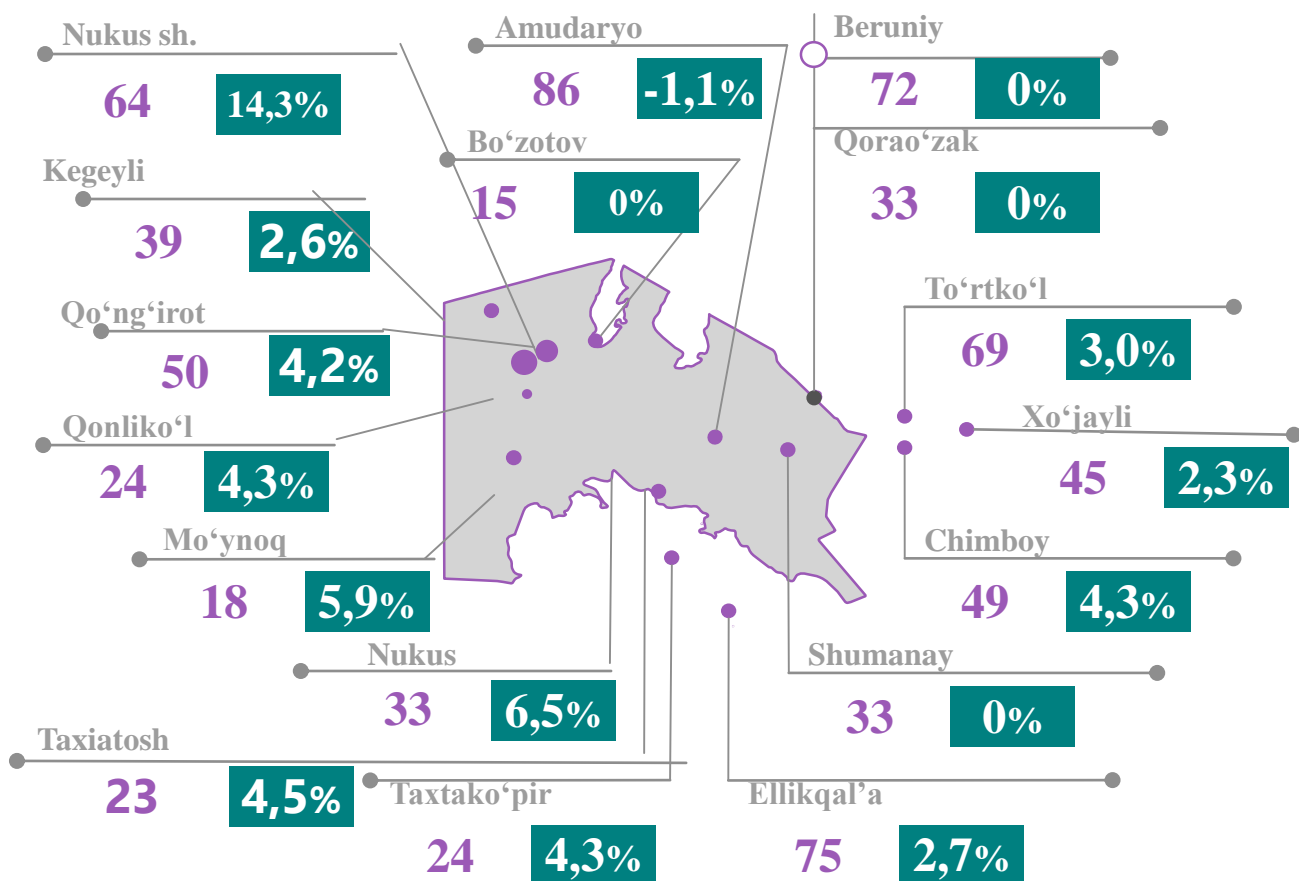 Nukus sh.
64 14,3%
Amudaryo
86 -1,1%
Beruniy
72 0%
Kegeyli
39 2,6%
Bo‘zotov
15 0%
Qorao‘zak
33 0%
Qo‘ng‘irot
50 4,2%
To‘rtko‘l
69 3,0%
Qonliko‘l
24 4,3%
Xo‘jayli
45 2,3%
Mo‘ynoq
18 5,9%
Chimboy
49 4,3%
Nukus
33 6,5%
Shumanay
33 0%
Taxiatosh
23 4,5%
Taxtako‘pir
24 4,3%
Ellikqal’a
75 2,7%